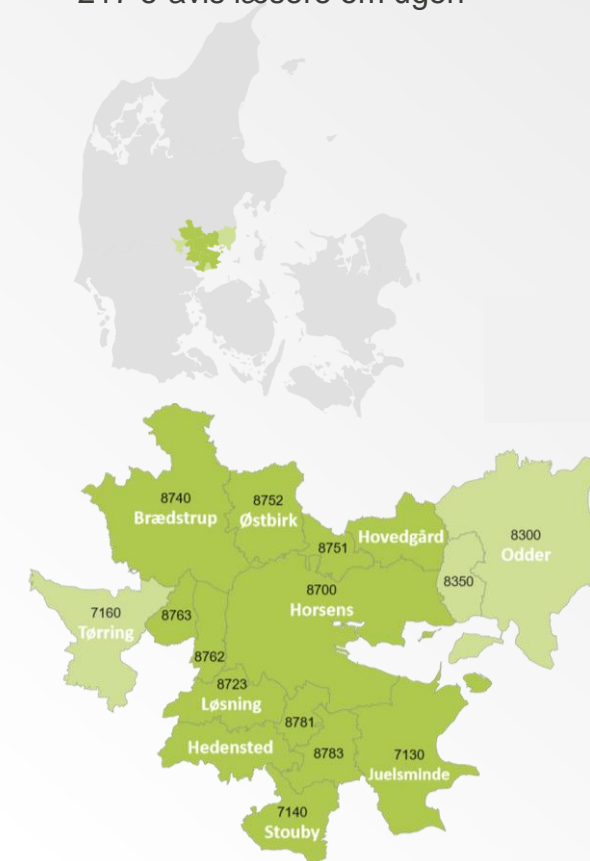 8740
Brædstrup
8752
Østbirk
8751
Hovedgård
8300
Odder
8350
8700
Horsens
7160
Tørring
8763
8762
8723
Løsning
8781
Hedensted
8783
7130
Juelsminde
7140
Stouby